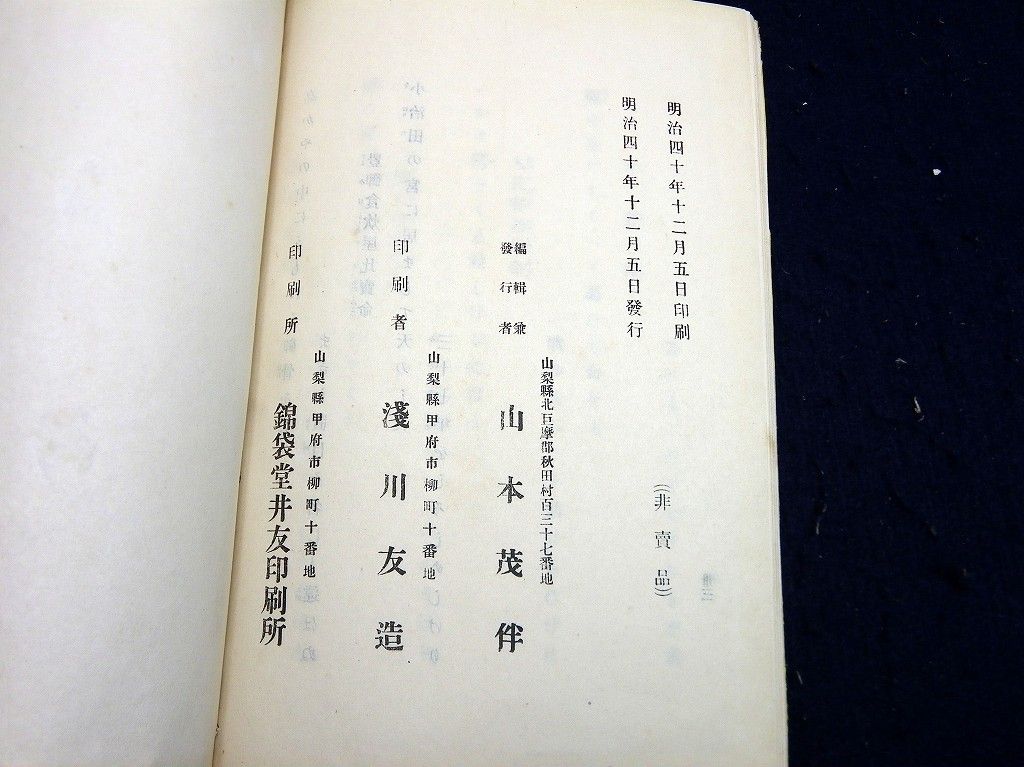 明治四十年十二月五日印刷
明治四十年十二月五日發行
(非賣品)
山梨縣北巨摩郡秋田村百三十七番地
編輯兼
發行者
山本茂伴
山梨縣甲府市柳町十番地
印刷者
淺川友造
山梨縣甲府市柳町十番地
印刷所
錦袋堂井友印刷所